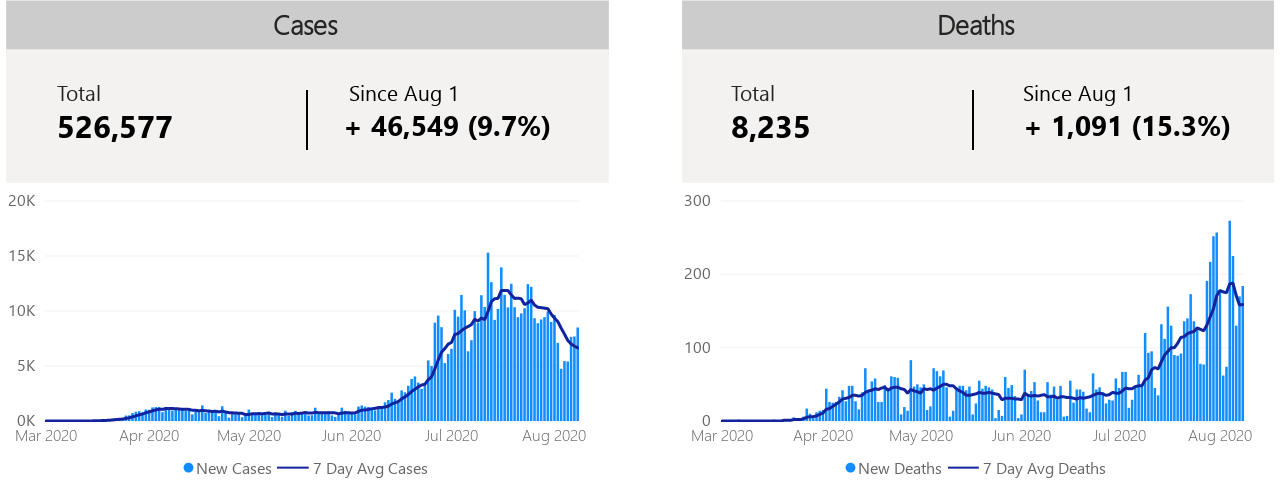 Cases
Total
526,577
Since Aug 1
+ 46,549 (9.7%)
20K
15K
10K
5K
0K
Mar 2020 Apr 2020 May 2020 Jun 2020 Jul 2020 Aug 2020
New Cases 7 Day Avg Cases
Deaths
Total
8,235
Since Aug 1
+ 1,091 (15.3%)
300
200
100
0
Mar 2020 Apr 2020 May 2020 Jun 2020 Jul 2020 Aug 2020
New Deaths 7 Day Avg Deaths